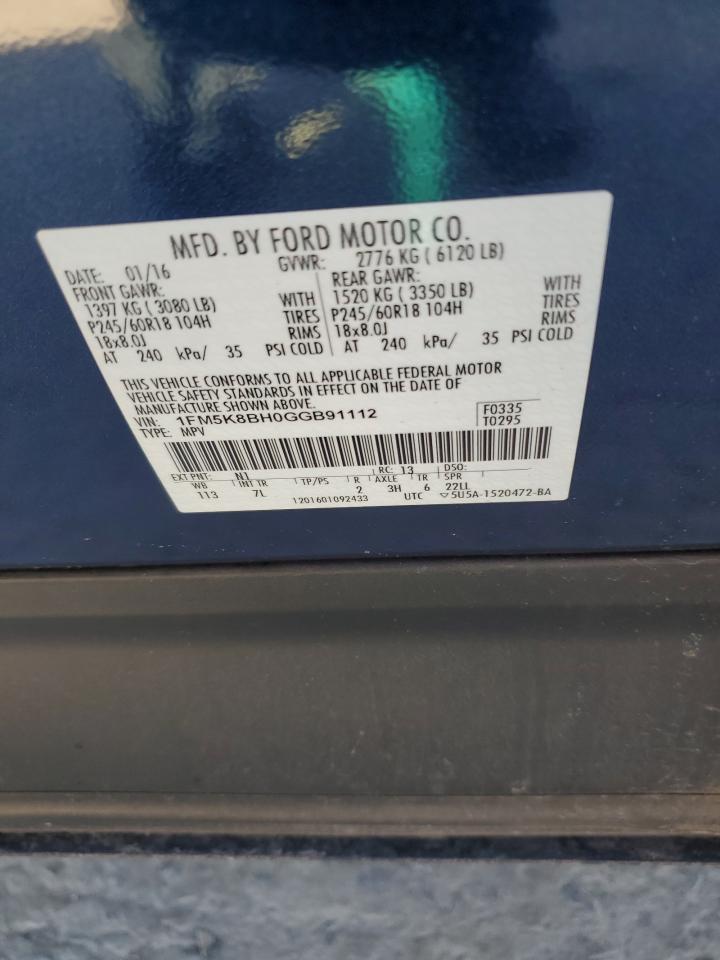 MFD. BY FORD MOTOR CO.
DATE: 01/16 GVWR: 2776 KG ( 6120 LB)
FRONT GAWR: REAR GAWR:
1397 KG ( 3080 LB) WITH 1520 KG ( 3350 LB) WITH
P245/60R18 104H TIRES P245/60R18 104H TIRES
18x8.0J RIMS 18x8.0J RIMS
AT 240 kPa/ 35 PSI COLD AT 240 kPa/ 35 PSI COLD
THIS VEHICLE CONFORMS TO ALL APPLICABLE FEDERAL MOTOR
VEHICLE SAFETY STANDARDS IN EFFECT ON THE DATE OF
MANUFACTURE SHOWN ABOVE.
VIN: 1FM5K8BH0GGB91112 F0335
TYPE: MPV T0295
EXT PNT: N1 RC: 13 DSO:
WB INT TR TP/PS R AXLE TR SPR
113 7L 2 3H 6 22LL
1201601092433 UTC ▽5U5A-1520472-BA